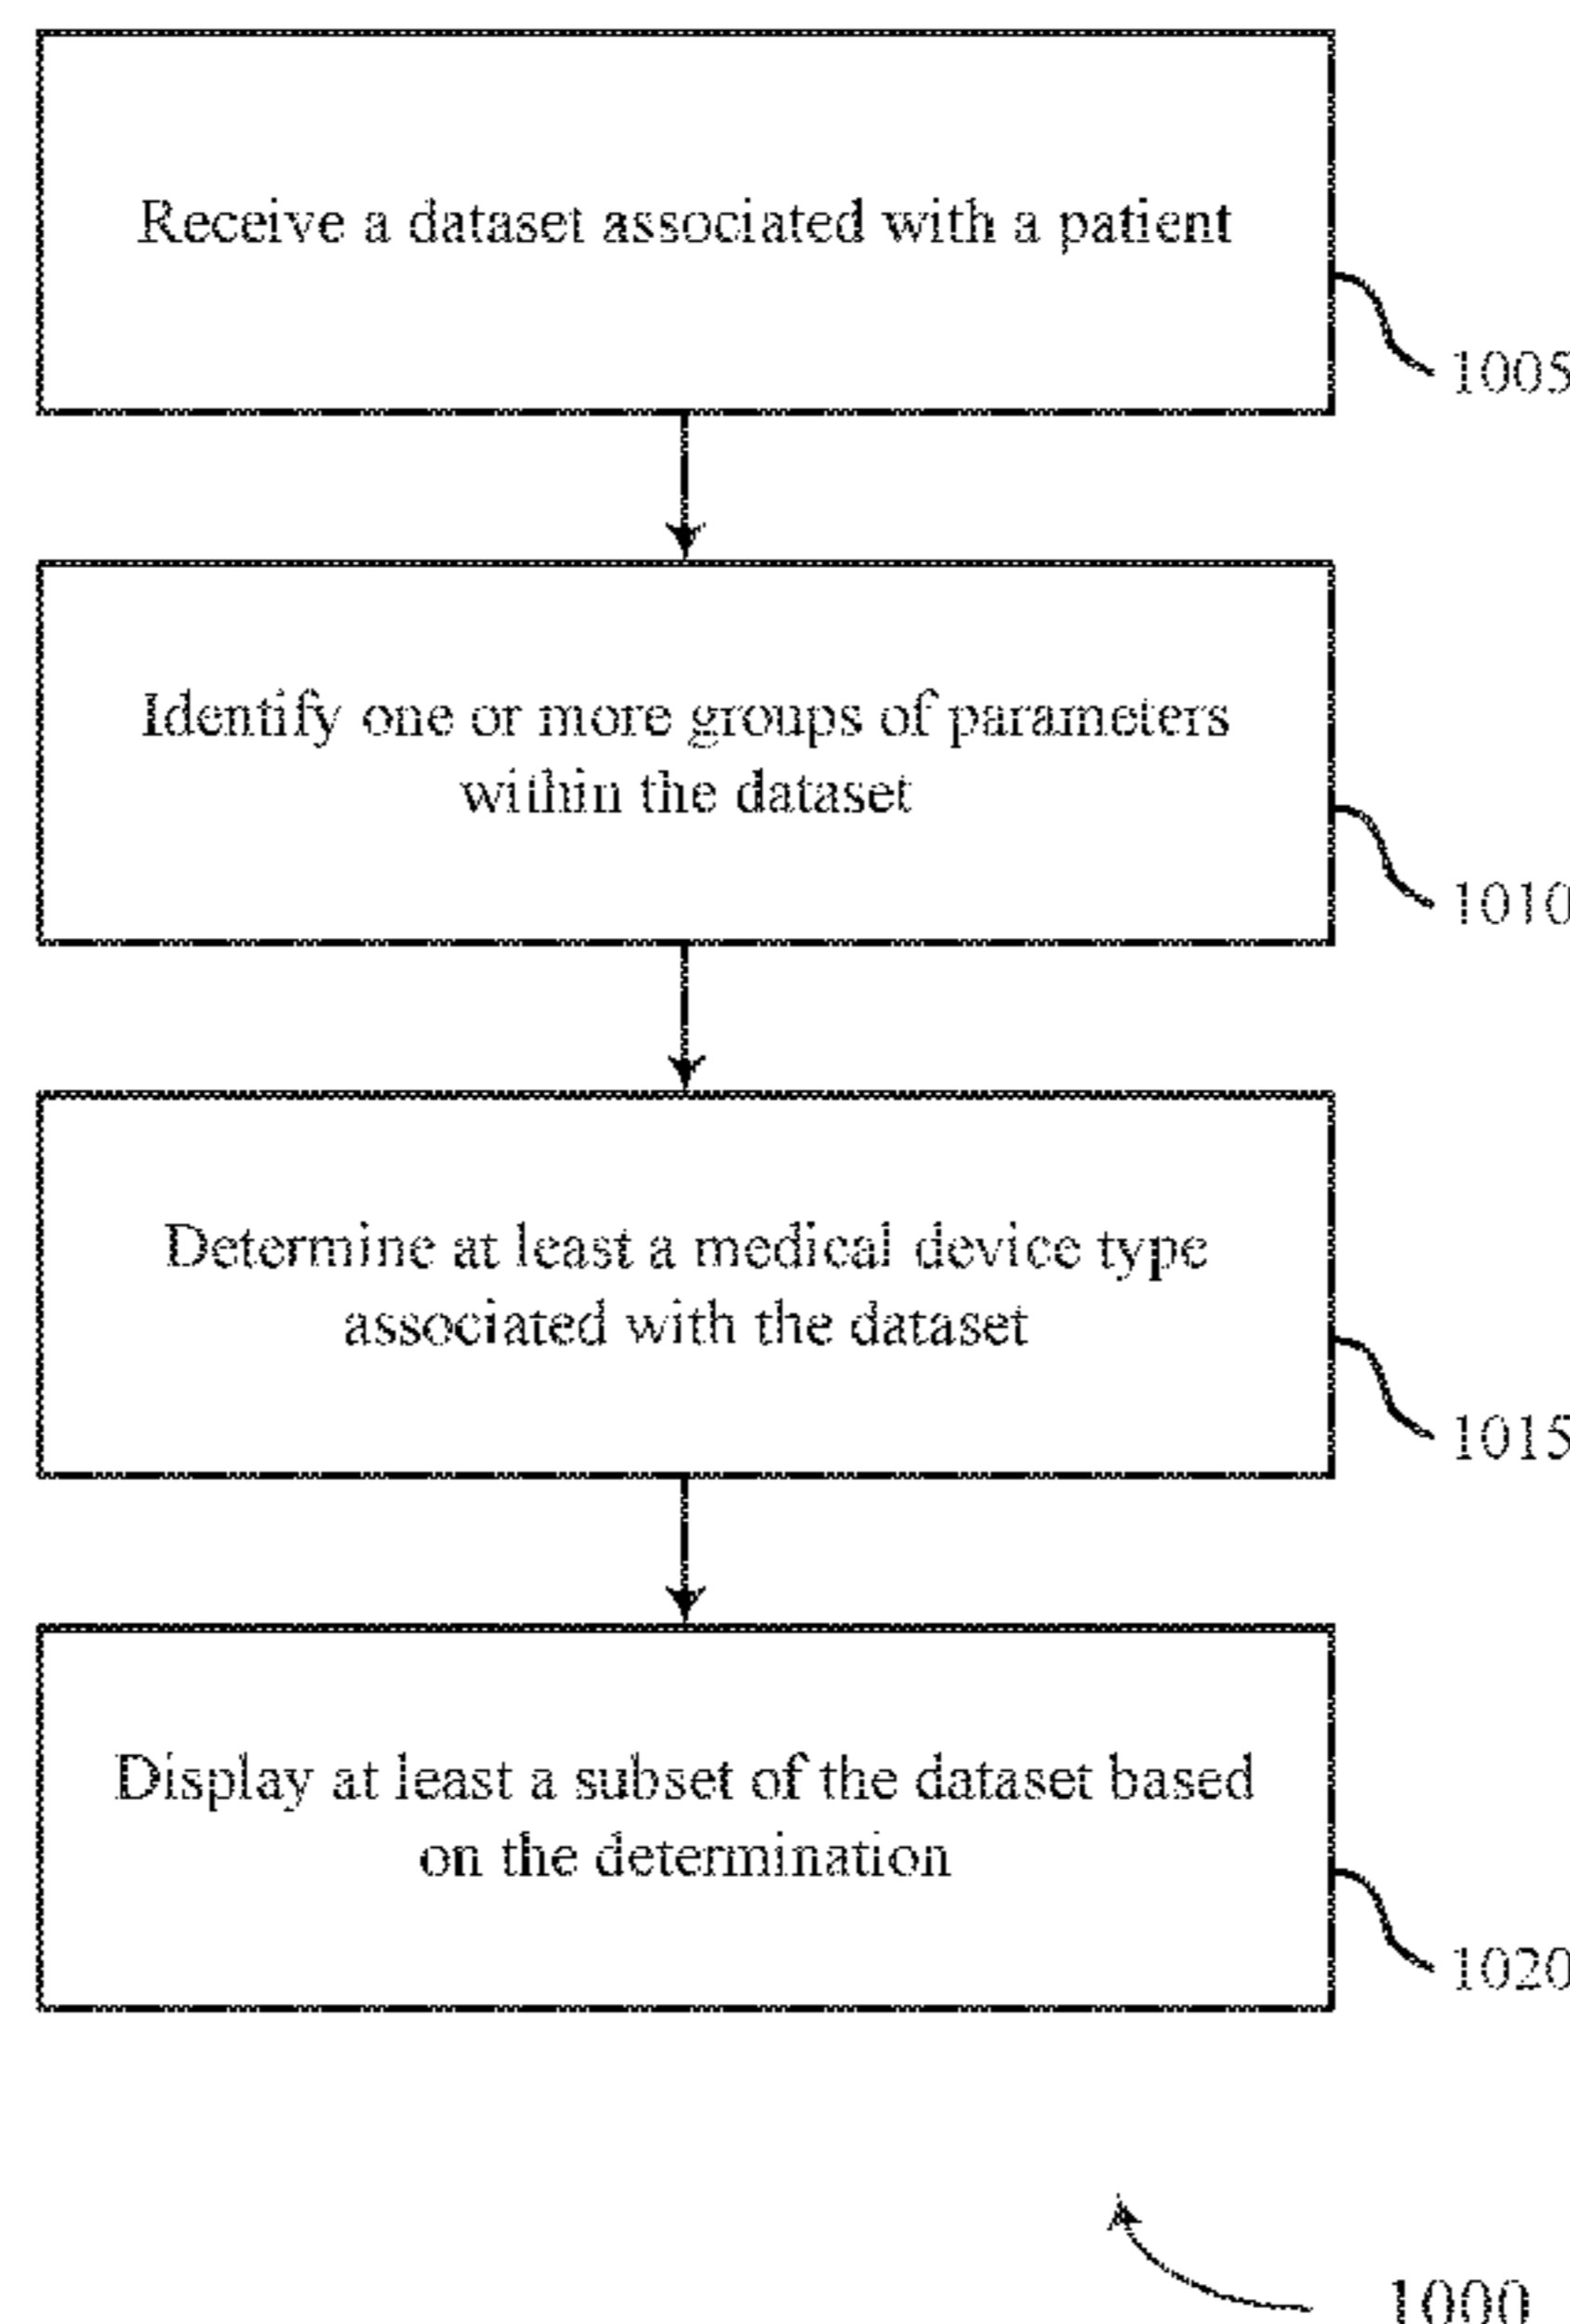 Receive a dataset associated with a patient
1005
Identify one or more groups of parameters
within the dataset
1010
Determine at least a medical device type
associated with the dataset
1015
Display at least a subset of the dataset based
on the determination
1020
1000